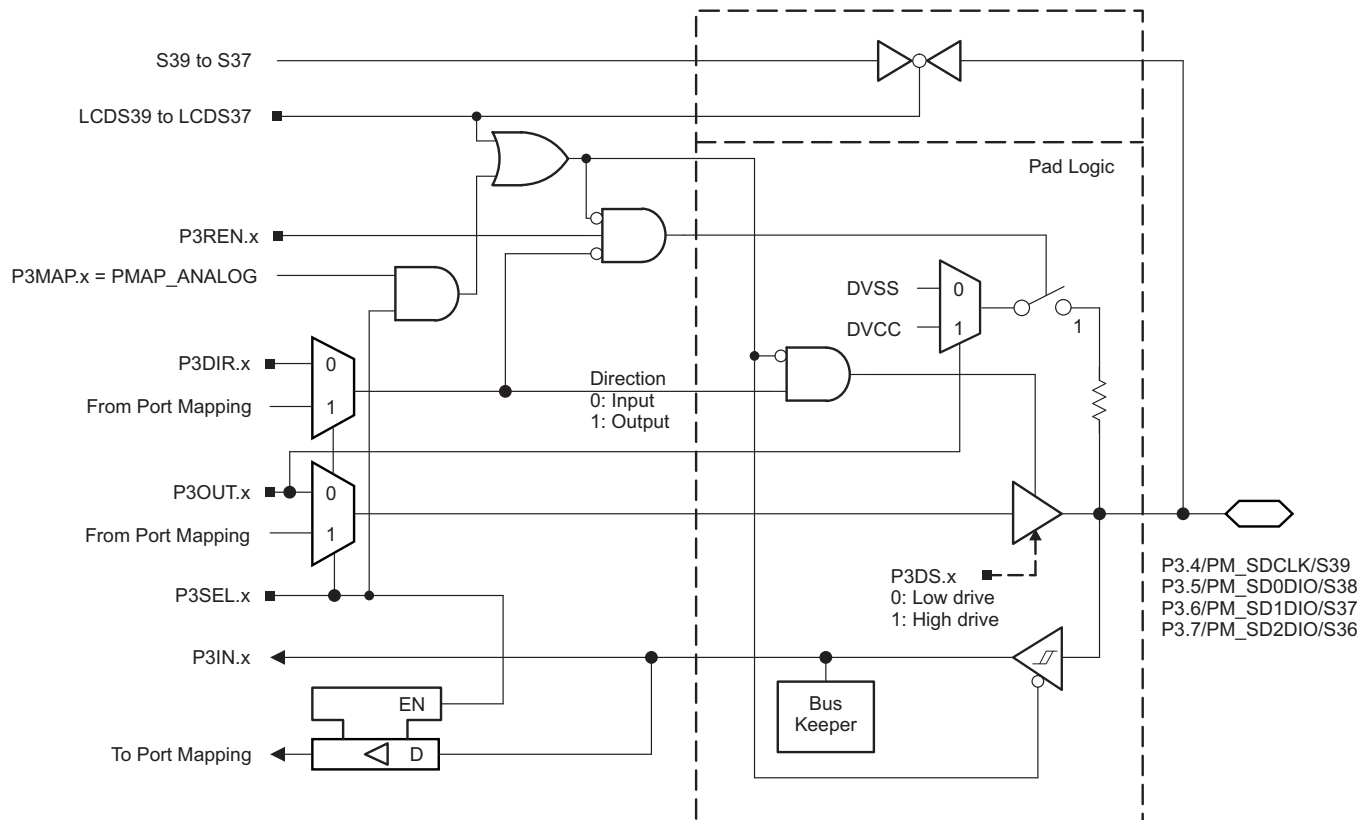 S39 to S37
LCDS39 to LCDS37
Pad Logic
P3REN.x
P3MAP.x = PMAP_ANALOG
DVSS
0
DVCC
1
1
P3DIR.x
0
From Port Mapping
1
Direction
0: Input
1: Output
P3OUT.x
0
From Port Mapping
1
P3SEL.x
P3DS.x
0: Low drive
1: High drive
P3.4/PM_SDCLK/S39
P3.5/PM_SD0DIO/S38
P3.6/PM_SD1DIO/S37
P3.7/PM_SD2DIO/S36
P3IN.x
Bus
Keeper
EN
To Port Mapping
D